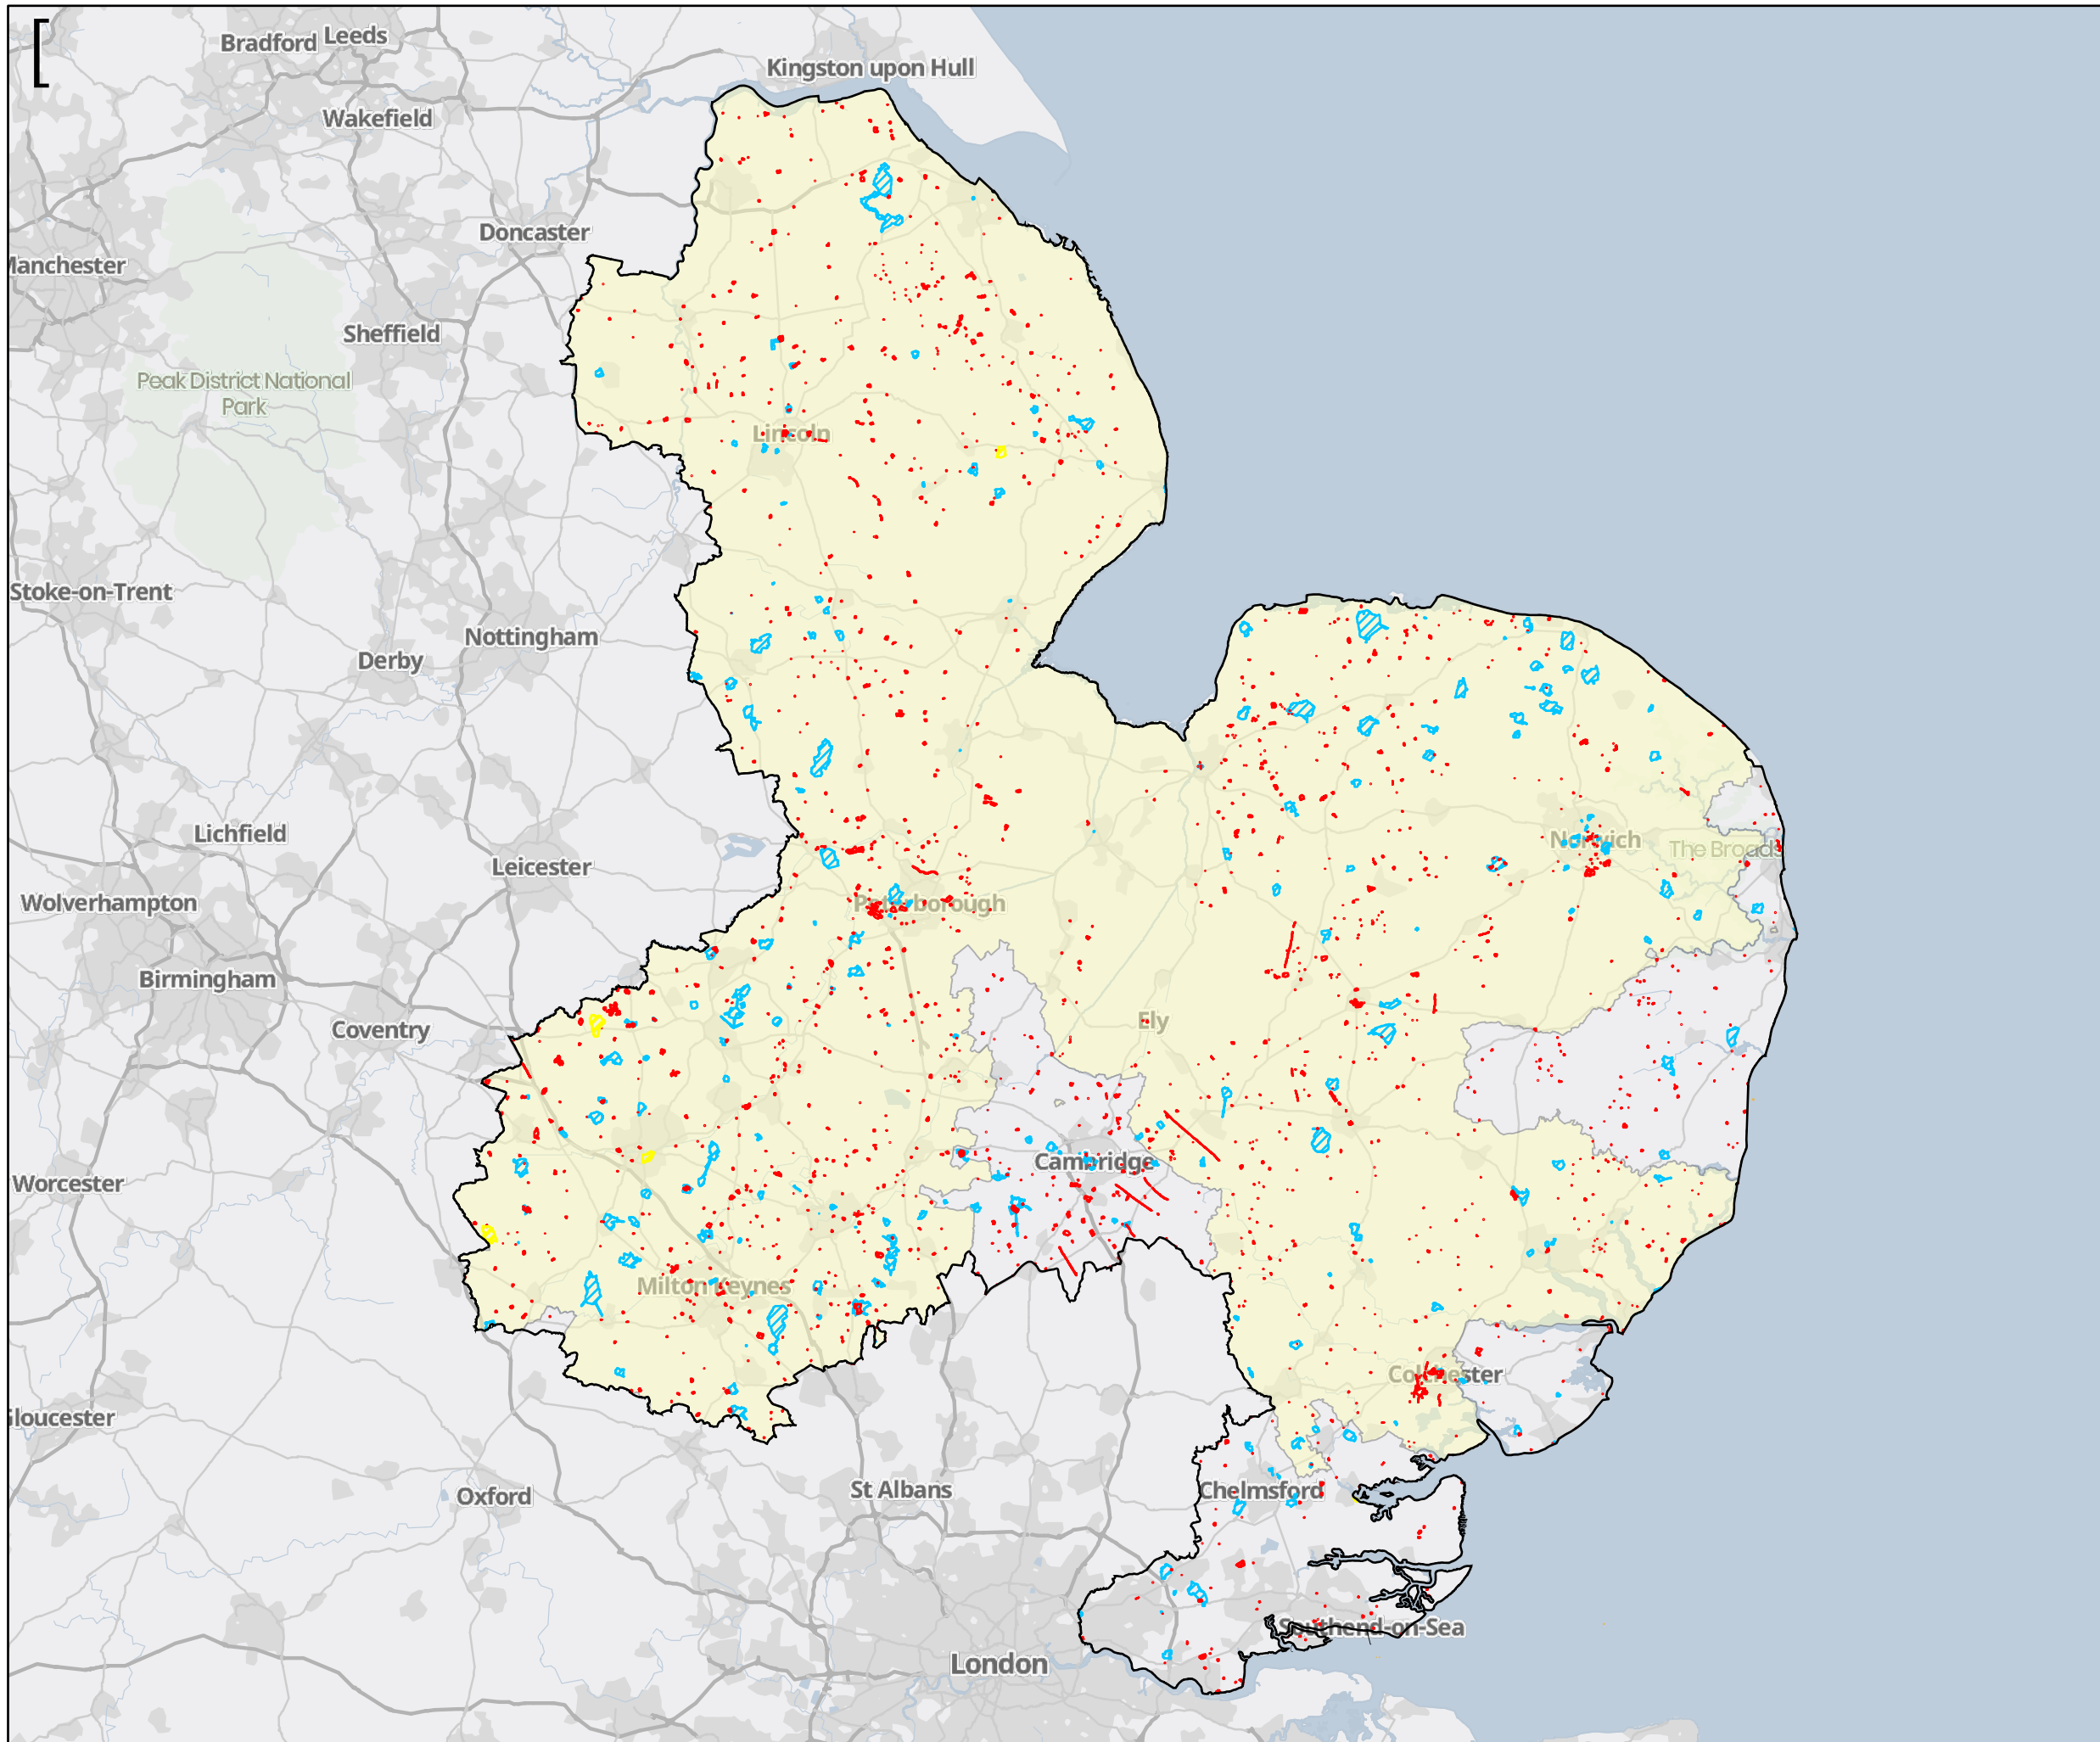 [
Bradford
Leeds
Kingston upon Hull
Wakefield
Doncaster
Manchester
Sheffield
Peak District National
Park
Lincoln
Stoke-on-Trent
Nottingham
Derby
Lichfield
Norwich
The Broads
Leicester
Wolverhampton
Peterborough
Birmingham
Ely
Coventry
Cambridge
Worcester
Milton Keynes
Colchester
Gloucester
St Albans
Chelmsford
Oxford
Southend-on-Sea
London